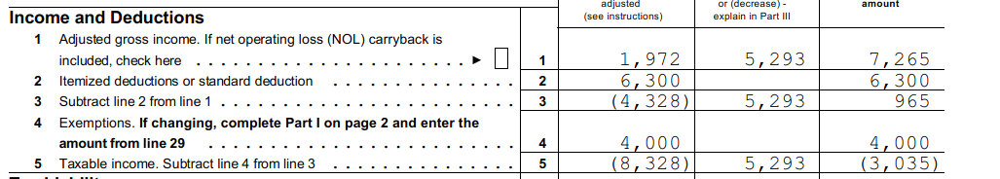 adjusted or (decrease) - amount
(see instructions) explain in Part III
Income and Deductions
1 Adjusted gross income. If net operating loss (NOL) carryback is
included, check here . . . . . . . . . . . . . . . . . . . . . . . ▶ 1 1,972 5,293 7,265
2 Itemized deductions or standard deduction . . . . . . . . . . . . . . 2 6,300 6,300
3 Subtract line 2 from line 1 . . . . . . . . . . . . . . . . . . . . . . . 3 (4,328) 5,293 965
4 Exemptions. If changing, complete Part I on page 2 and enter the
amount from line 29 . . . . . . . . . . . . . . . . . . . . . . . 4 4,000 4,000
5 Taxable income. Subtract line 4 from line 3 . . . . . . . . . . . . . . 5 (8,328) 5,293 (3,035)